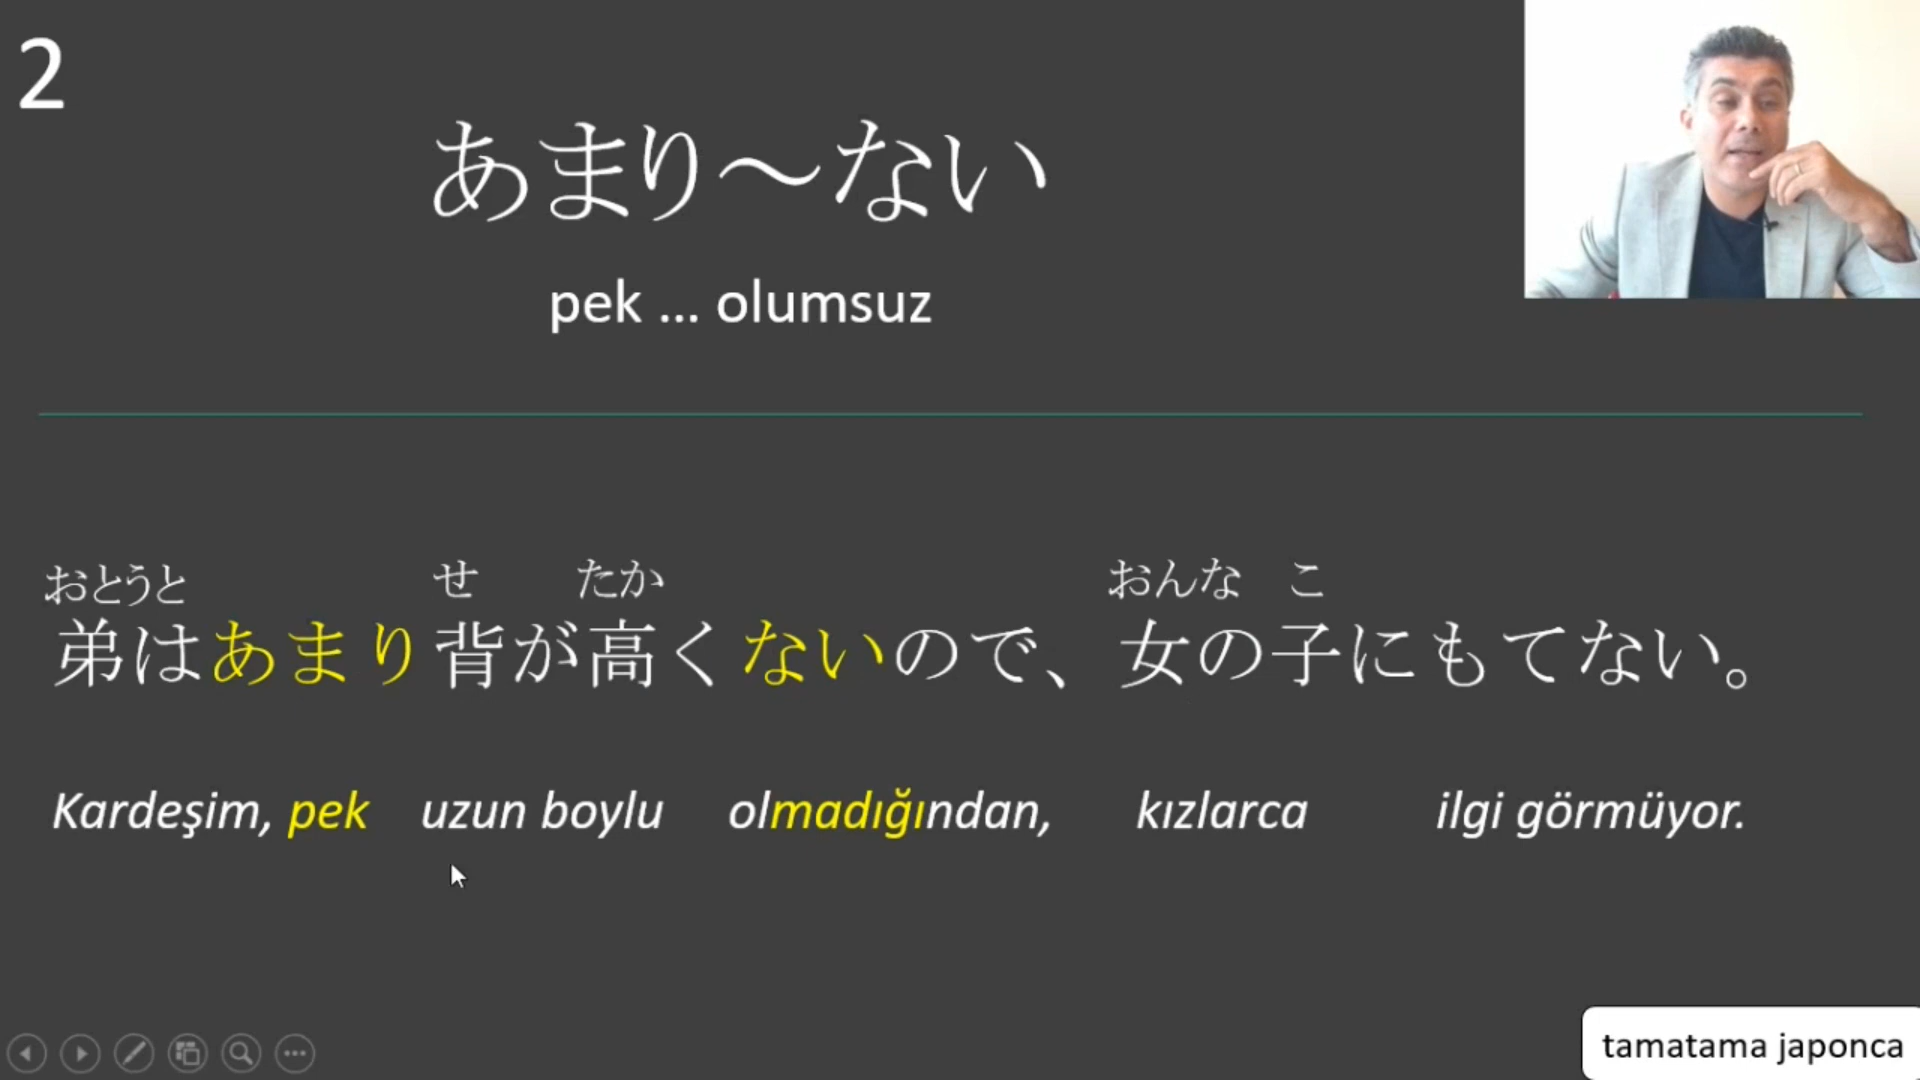 2
あまり～ない
pek ... olumsuz
おとうと せ たか おんな こ
弟はあまり背が高くないので、女の子にもてない。
Kardeşim, pek uzun boylu olmadığından, kızlarca ilgi görmüyor.
tamatama japonca